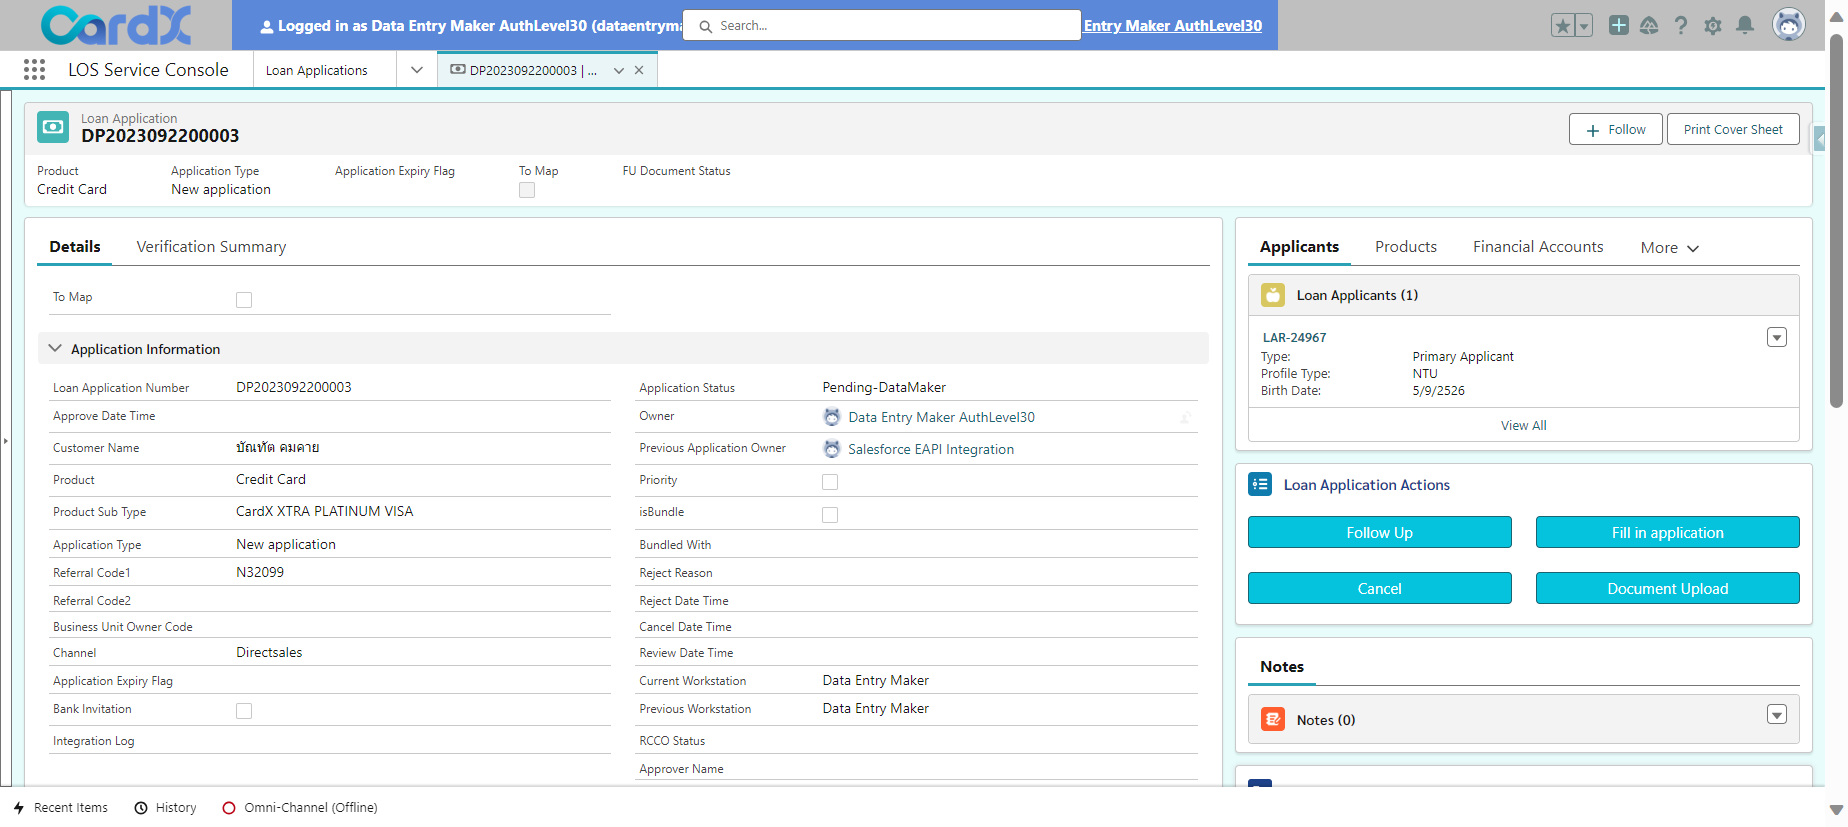 CardX
Logged in as Data Entry Maker AuthLevel30 (dataentryma
Search...
Entry Maker AuthLevel30
LOS Service Console
Loan Applications
DP2023092200003 | ...
Loan Application
DP2023092200003
Follow
Print Cover Sheet
Product
Application Type
Application Expiry Flag
To Map
FU Document Status
Credit Card
New application
Details
Verification Summary
To Map
Application Information
Loan Application Number
DP2023092200003
Approve Date Time
Customer Name
บัณฑัต คมคาย
Product
Credit Card
Product Sub Type
CardX XTRA PLATINUM VISA
Application Type
New application
Referral Code1
N32099
Referral Code2
Business Unit Owner Code
Channel
Directsales
Application Expiry Flag
Bank Invitation
Integration Log
Application Status
Pending-DataMaker
Owner
Data Entry Maker AuthLevel30
Previous Application Owner
Salesforce EAPI Integration
Priority
isBundle
Bundled With
Reject Reason
Reject Date Time
Cancel Date Time
Review Date Time
Current Workstation
Data Entry Maker
Previous Workstation
Data Entry Maker
RCCO Status
Approver Name
Applicants
Products
Financial Accounts
More
Loan Applicants (1)
LAR-24967
Type:
Primary Applicant
Profile Type:
NTU
Birth Date:
5/9/2526
View All
Loan Application Actions
Follow Up
Fill in application
Cancel
Document Upload
Notes
Notes (0)
Recent Items
History
Omni-Channel (Offline)